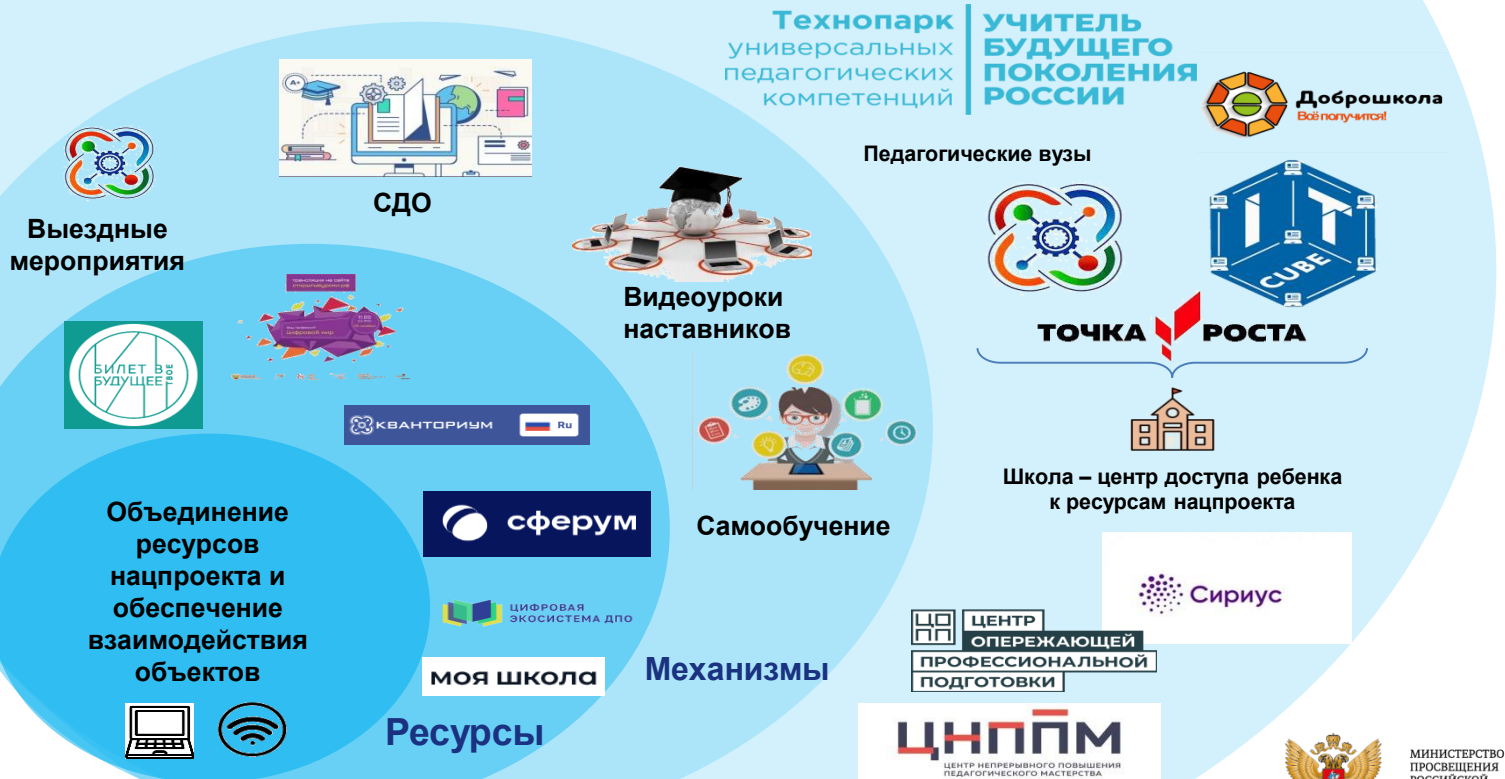 Технопарк
универсальных
педагогических
компетенций
УЧИТЕЛЬ
БУДУЩЕГО
ПОКОЛЕНИЯ
РОССИИ
Доброшкола
Всё получится!
Педагогические вузы
A+
СДО
Выездные
мероприятия
IT
CUBE
Видеоуроки
наставников
ТОЧКА РОСТА
БИЛЕТ В
БУДУЩЕЕ
ТВОЕ
КВАНТОРИУМ
Ru
Школа – центр доступа ребенка
к ресурсам нацпроекта
Объединение
ресурсов
нацпроекта и
обеспечение
взаимодействия
объектов
сферум
Самообучение
Сириус
ЦИФРОВАЯ
ЭКОСИСТЕМА ДПО
ЦО
ПП
ЦЕНТР
ОПЕРЕЖАЮЩЕЙ
ПРОФЕССИОНАЛЬНОЙ
ПОДГОТОВКИ
МОЯ ШКОЛА
Механизмы
Ресурсы
ЦНППМ
ЦЕНТР НЕПРЕРЫВНОГО ПОВЫШЕНИЯ
ПЕДАГОГИЧЕСКОГО МАСТЕРСТВА
МИНИСТЕРСТВО
ПРОСВЕЩЕНИЯ
РОССИЙСКОЙ